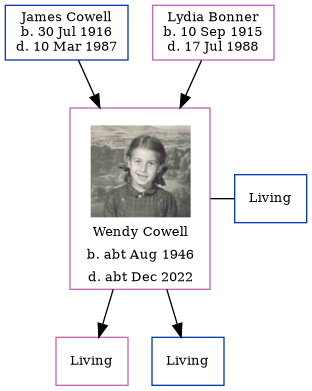 James Cowell
b. 30 Jul 1916
d. 10 Mar 1987
Lydia Bonner
b. 10 Sep 1915
d. 17 Jul 1988
Wendy Cowell
b. abt Aug 1946
d. abt Dec 2022
Living
Living
Living